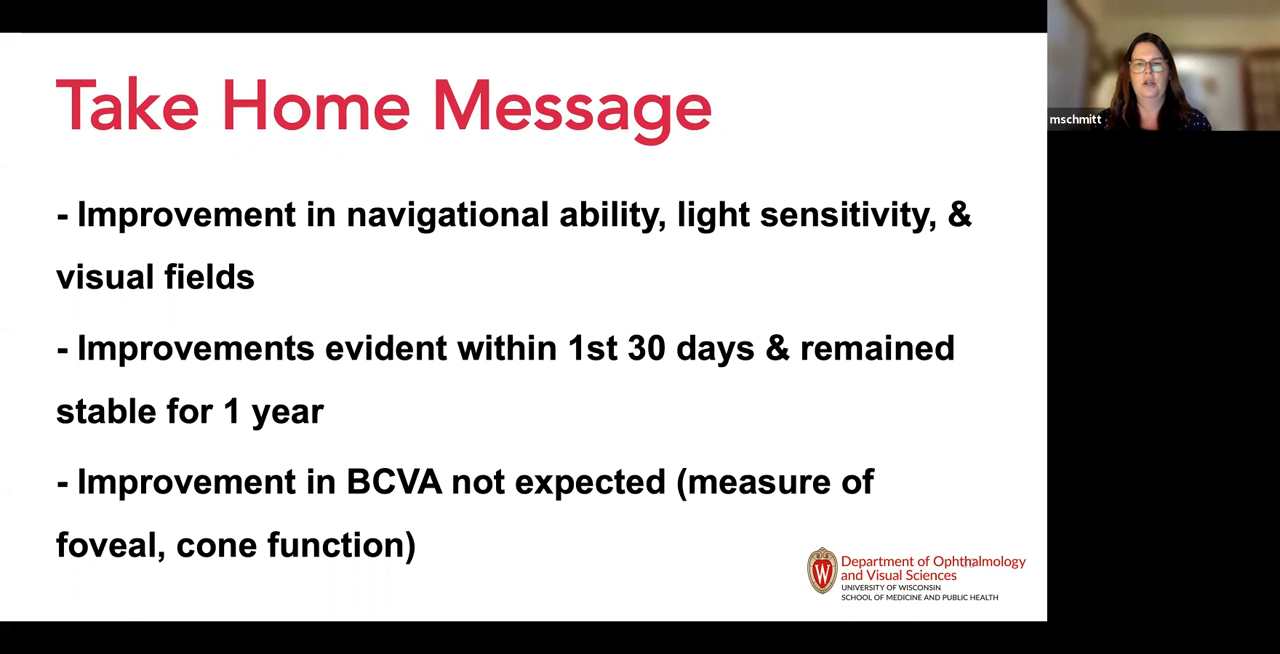 Take Home Message
mschmitt
- Improvement in navigational ability, light sensitivity, &
visual fields
- Improvements evident within 1st 30 days & remained
stable for 1 year
- Improvement in BCVA not expected (measure of
foveal, cone function)
W
Department of Ophthalmology
and Visual Sciences
UNIVERSITY OF WISCONSIN
SCHOOL OF MEDICINE AND PUBLIC HEALTH